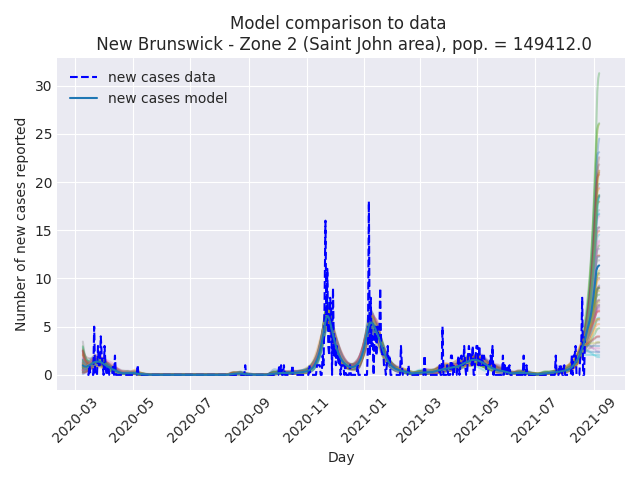 Model comparison to data
New Brunswick - Zone 2 (Saint John area), pop. = 149412.0
new cases data
new cases model
Number of new cases reported
30
25
20
15
10
5
0
2020-03
2020-05
2020-07
2020-09
2020-11
2021-01
2021-03
2021-05
2021-07
2021-09
Day